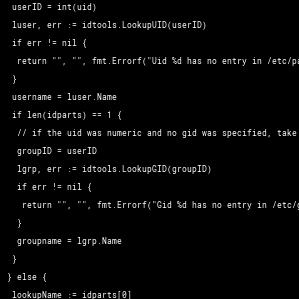 userID = int(uid)
luser, err := idtools.LookupUID(userID)
if err != nil {
return "", "", fmt.Errorf("Uid %d has no entry in /etc/pa
}
username = luser.Name
if len(idparts) == 1 {
// if the uid was numeric and no gid was specified, take
groupID = userID
lgrp, err := idtools.LookupGID(groupID)
if err != nil {
return "", "", fmt.Errorf("Gid %d has no entry in /etc/g
}
groupname = lgrp.Name
}
} else {
lookupName := idparts[0]